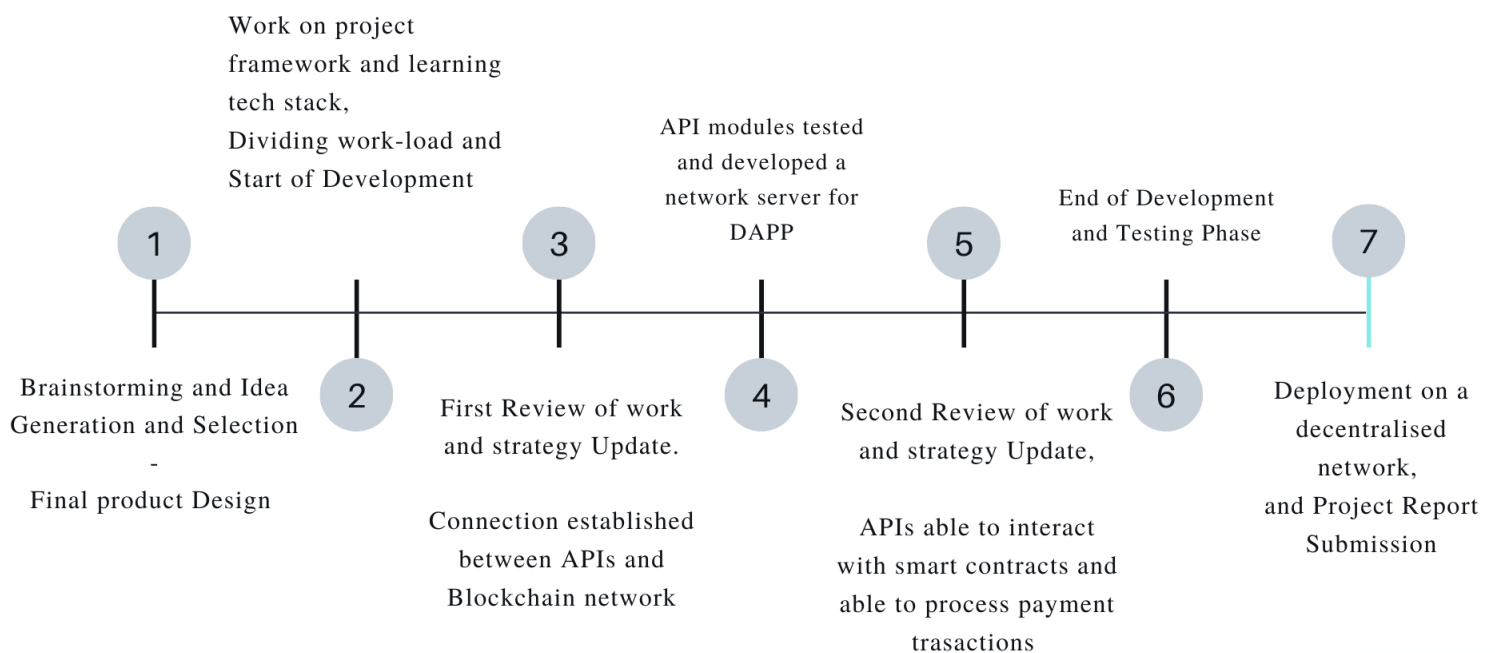 1
Brainstorming and Idea
Generation and Selection
-
Final product Design
Work on project
framework and learning
tech stack,
Dividing work-load and
Start of Development
2
3
First Review of work
and strategy Update.
Connection established
between APIs and
Blockchain network
API modules tested
and developed a
network server for
DAPP
4
5
Second Review of work
and strategy Update,
APIs able to interact
with smart contracts and
able to process payment
trasactions
End of Development
and Testing Phase
6
7
Deployment on a
decentralised
network,
and Project Report
Submission